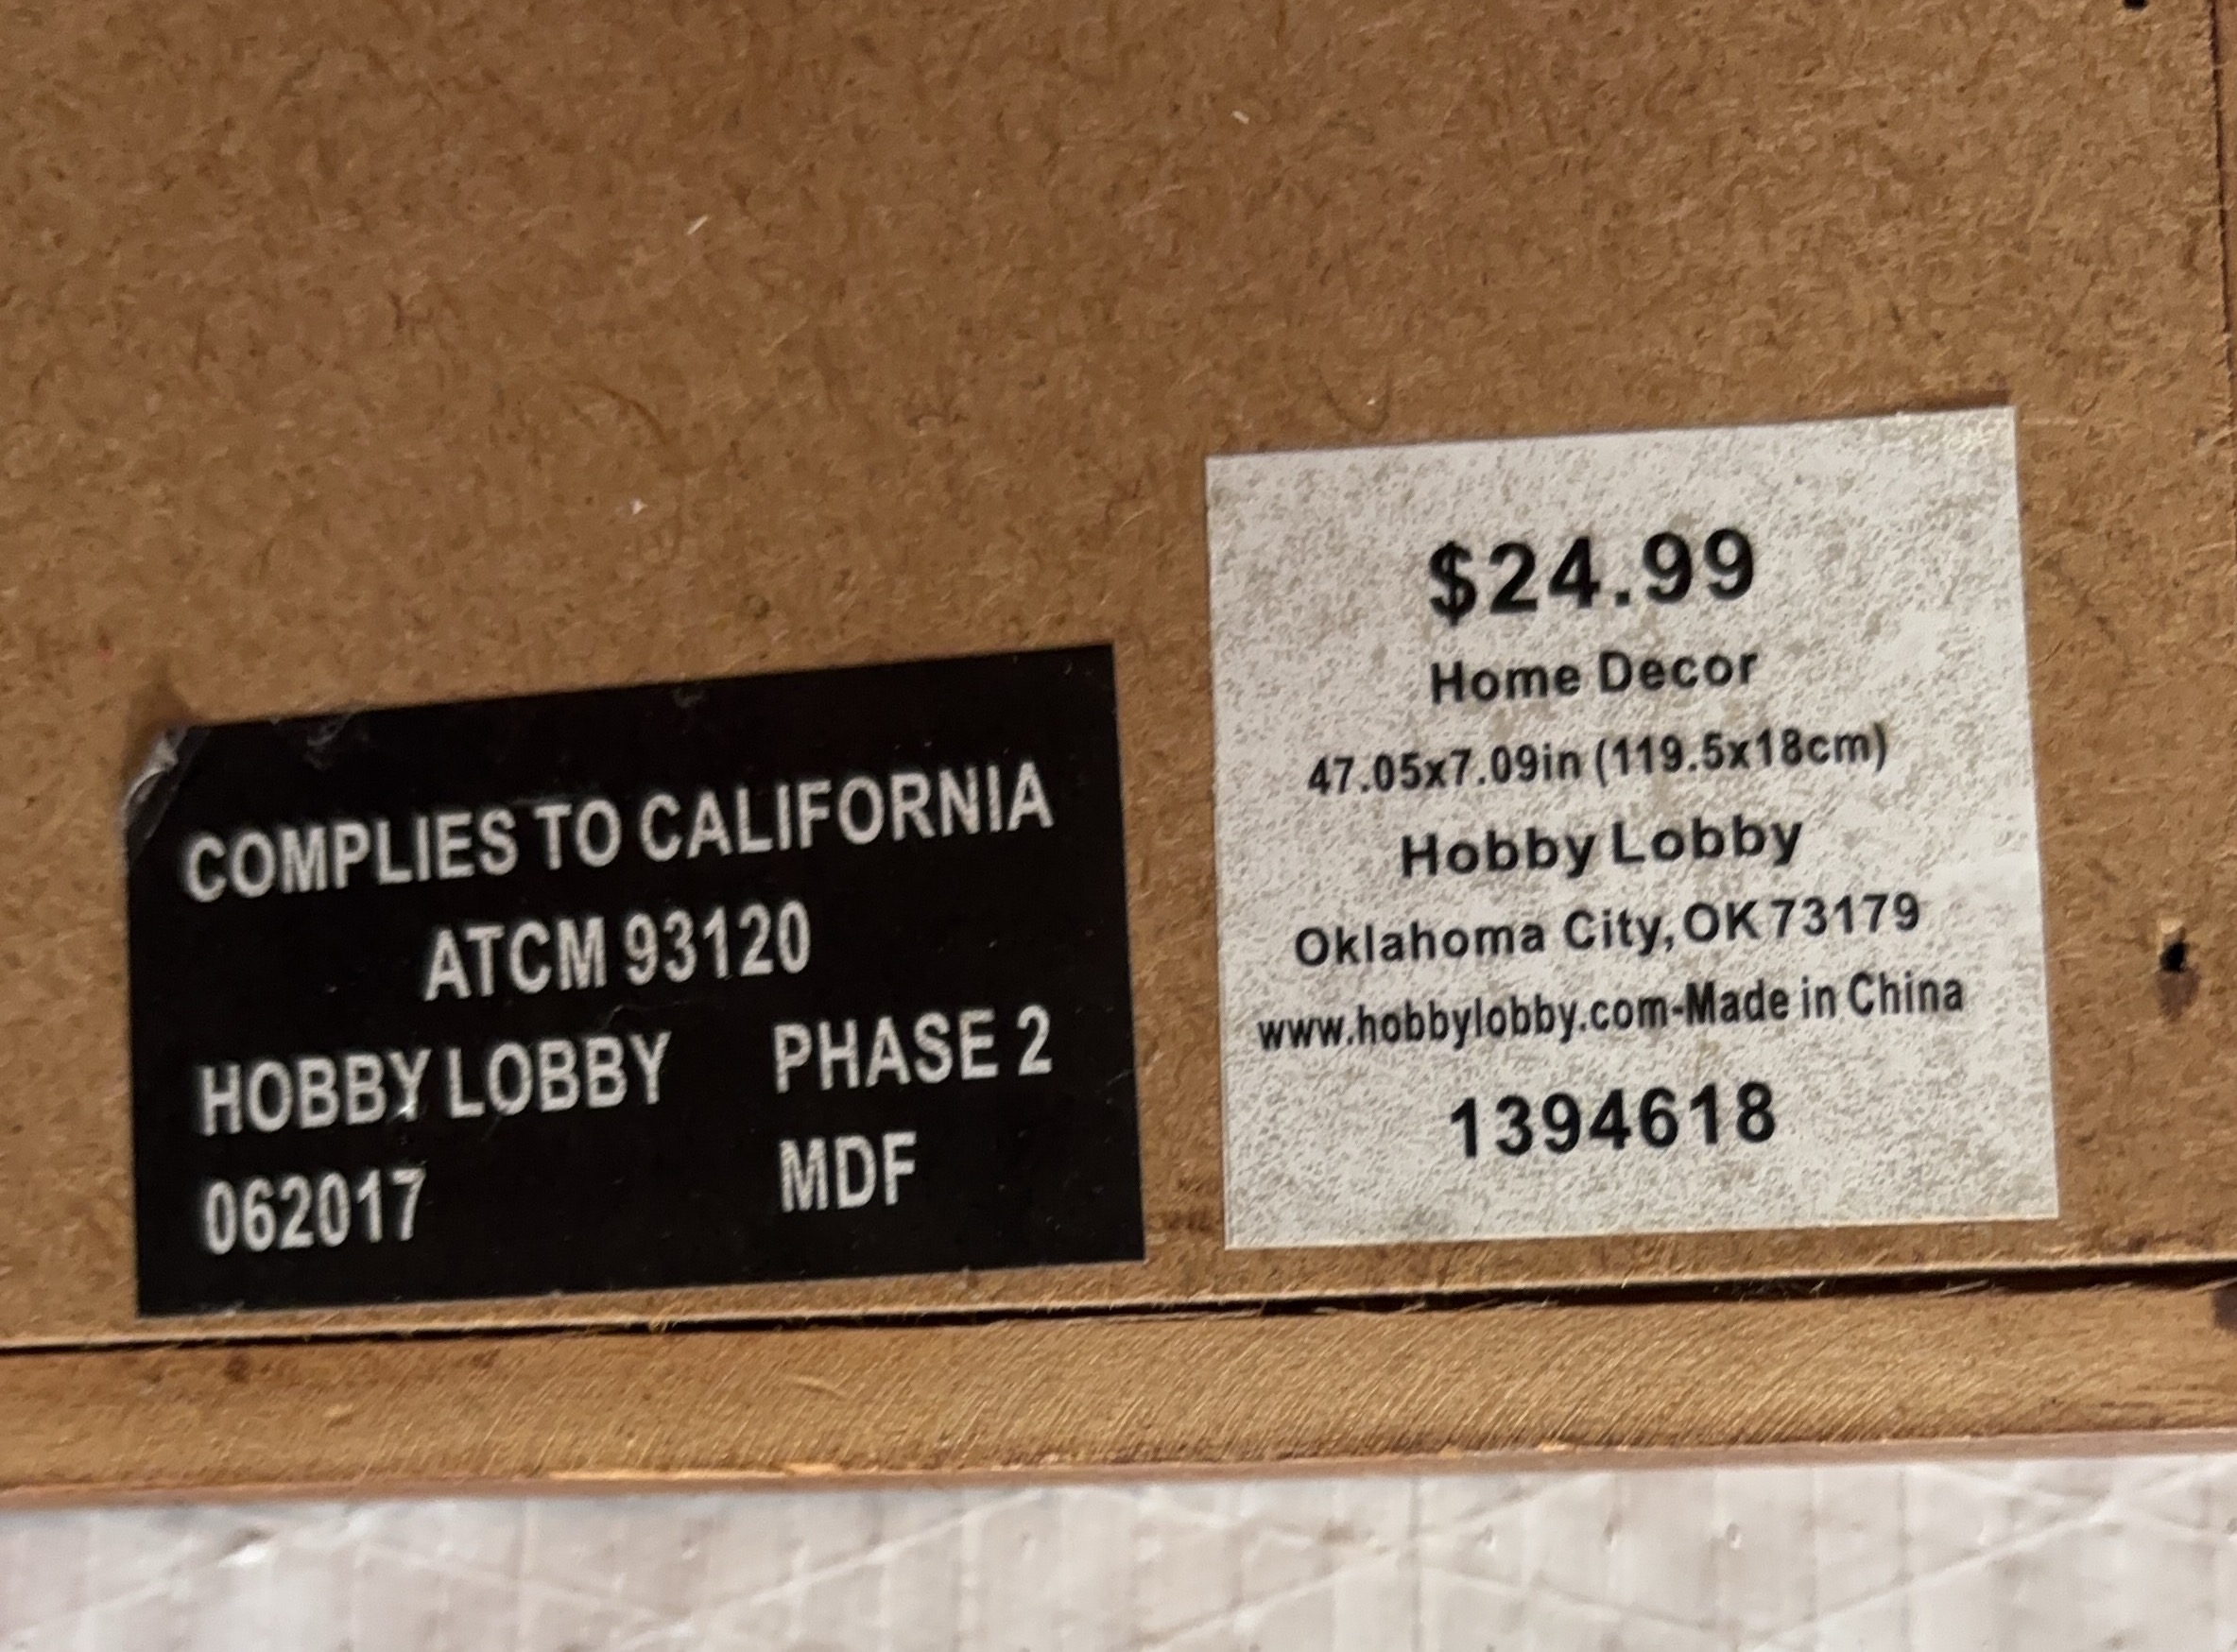 COMPLIES TO CALIFORNIA
ATCM 93120
HOBBY LOBBY PHASE 2
062017 MDF
$24.99
Home Decor
47.05x7.09in (119.5x18cm)
Hobby Lobby
Oklahoma City, OK 73179
www.hobbylobby.com-Made in China
1394618